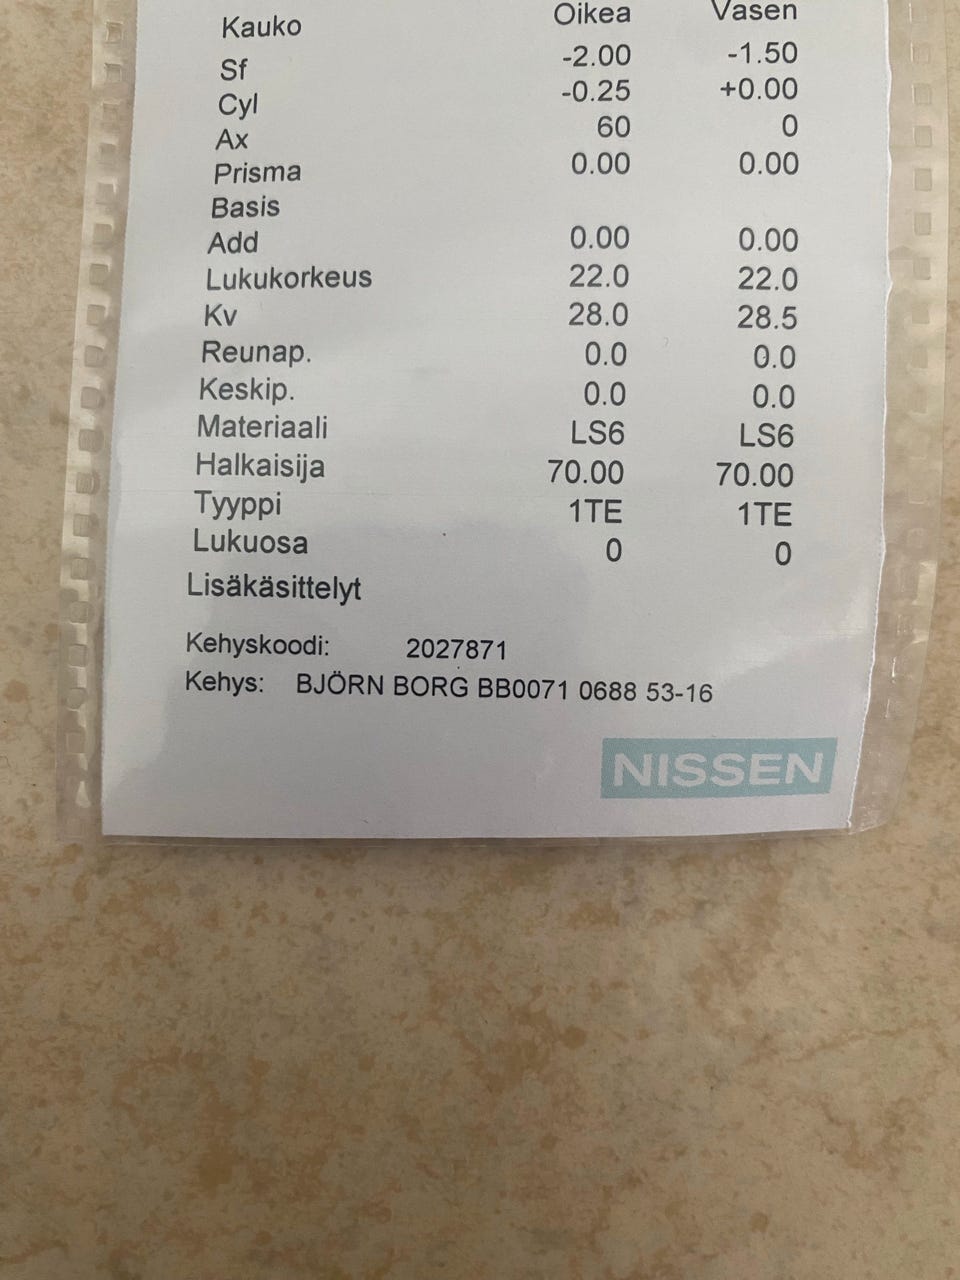 Kauko Oikea Vasen
Sf -2.00 -1.50
Cyl -0.25 +0.00
Ax 60 0
Prisma 0.00 0.00
Basis
Add 0.00 0.00
Lukukorkeus 22.0 22.0
Kv 28.0 28.5
Reunap. 0.0 0.0
Keskip. 0.0 0.0
Materiaali LS6 LS6
Halkaisija 70.00 70.00
Tyyppi 1TE 1TE
Lukuosa 0 0
Lisäkäsittelyt
Kehyskoodi: 2027871
Kehys: BJÖRN BORG BB0071 0688 53-16
NISSEN